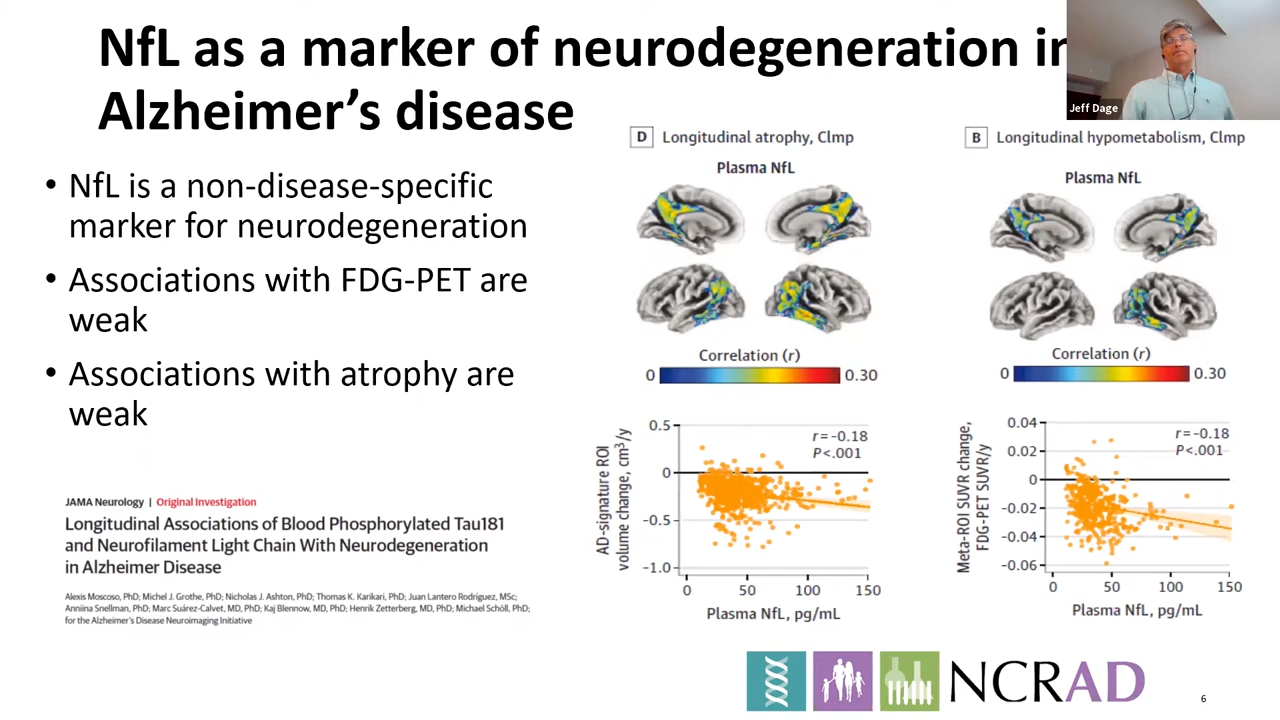 NfL as a marker of neurodegeneration in
Alzheimer's disease
Jeff Dage
• NfL is a non-disease-specific
marker for neurodegeneration
• Associations with FDG-PET are
weak
• Associations with atrophy are
weak
JAMA Neurology | Original Investigation
Longitudinal Associations of Blood Phosphorylated Tau181
and Neurofilament Light Chain With Neurodegeneration
in Alzheimer Disease
Alexis Moscoso, PhD; Michel J. Grothe, PhD; Nicholas J. Ashton, PhD; Thomas K. Karikari, PhD; Juan Lantero Rodríguez, MSc;
Anniina Snellman, PhD; Marc Suárez-Calvet, MD, PhD; Kaj Blennow, MD, PhD; Henrik Zetterberg, MD, PhD; Michael Schöll, PhD;
for the Alzheimer's Disease Neuroimaging Initiative
D Longitudinal atrophy, CImp
Plasma NfL
Correlation (r)
0 0.30
AD-signature ROI
volume change, cm³/y
0.5
0
-0.5
-1.0
r=-0.18
P<.001
0 50 100 150
Plasma NfL, pg/mL
B Longitudinal hypometabolism, CImp
Plasma NfL
Correlation (r)
0 0.30
Meta-ROI SUVR change,
FDG-PET SUVR/y
0.04
0.02
0
-0.02
-0.04
-0.06
r=-0.18
P<.001
0 50 100 150
Plasma NfL, pg/mL
NCRAD
6